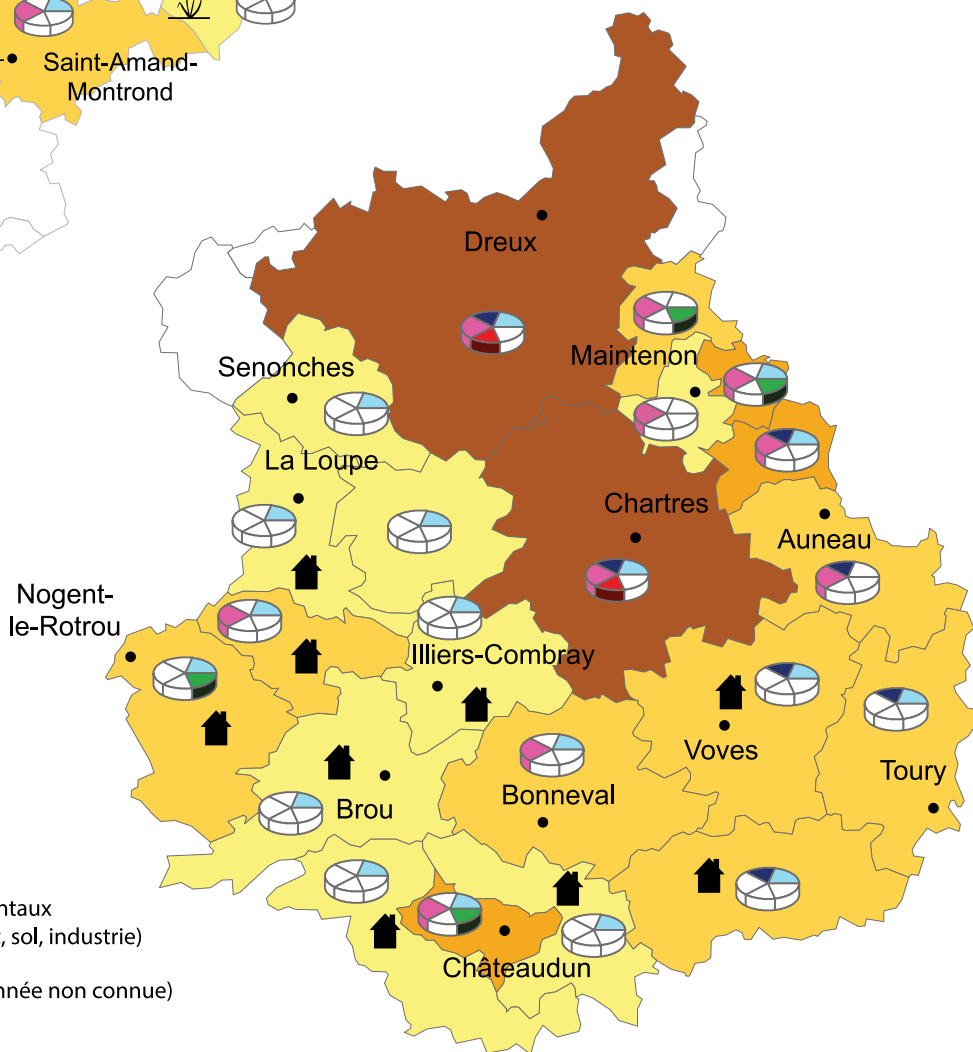 Saint-Amand-
Montrond
Dreux
Maintenon
Senonches
La Loupe
Chartres
Auneau
Nogent-
le-Rotrou
Illiers-Combray
Voves
Toury
Bonneval
Brou
Châteaudun
ntaux
, sol, industrie)
nnée non connue)